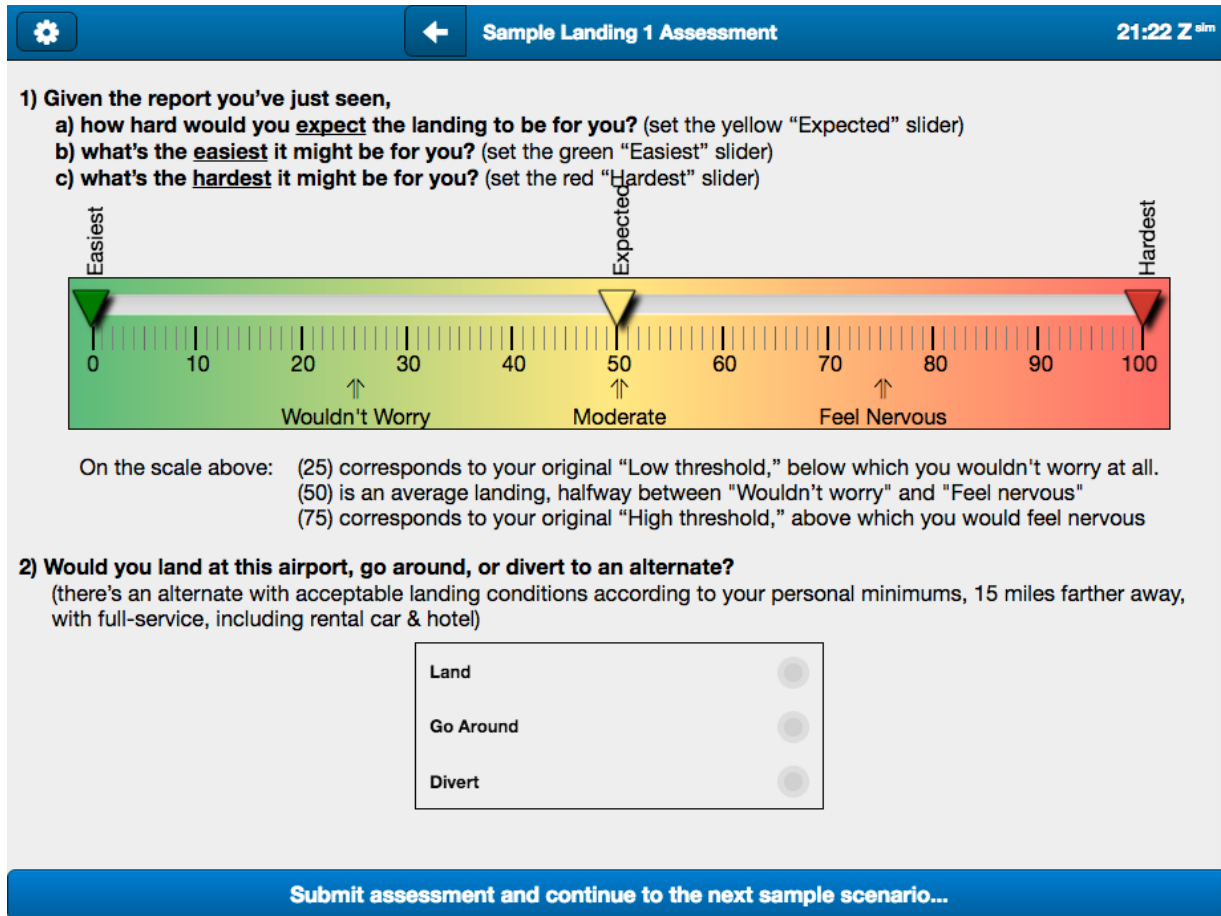 Sample Landing 1 Assessment
21:22 Z sim
1) Given the report you've just seen,
a) how hard would you expect the landing to be for you? (set the yellow “Expected” slider)
b) what’s the easiest it might be for you? (set the green “Easiest” slider)
c) what’s the hardest it might be for you? (set the red “Hardest” slider)
Easiest
Expected
Hardest
0 10 20 30 40 50 60 70 80 90 100
⇑ ⇑ ⇑
Wouldn't Worry Moderate Feel Nervous
On the scale above: (25) corresponds to your original “Low threshold,” below which you wouldn't worry at all.
(50) is an average landing, halfway between "Wouldn’t worry" and "Feel nervous"
(75) corresponds to your original “High threshold,” above which you would feel nervous
2) Would you land at this airport, go around, or divert to an alternate?
(there’s an alternate with acceptable landing conditions according to your personal minimums, 15 miles farther away,
with full-service, including rental car & hotel)
Land
Go Around
Divert
Submit assessment and continue to the next sample scenario...